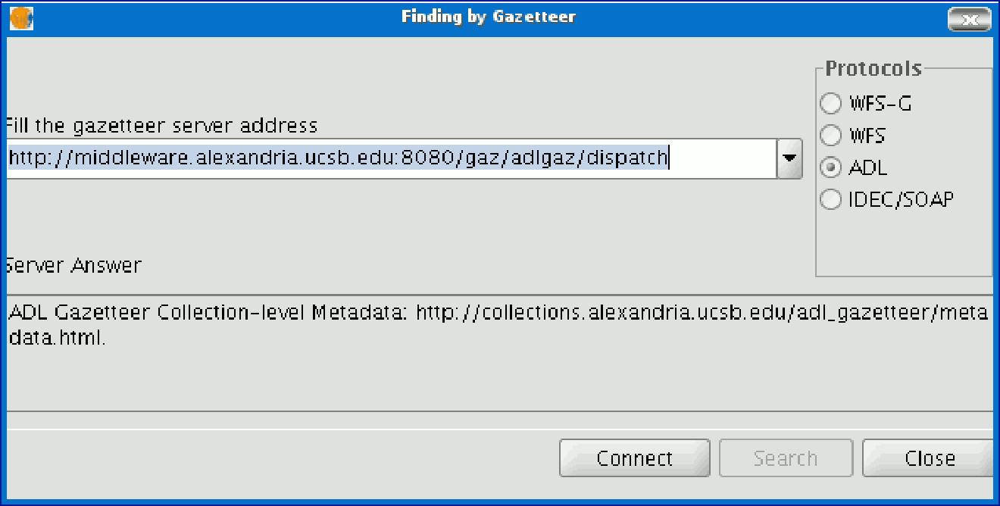 Finding by Gazetteer
Protocols
WFS-G
WFS
ADL
IDEC/SOAP
Fill the gazetteer server address
http://middleware.alexandria.ucsb.edu:8080/gaz/adlgaz/dispatch
Server Answer
ADL Gazetteer Collection-level Metadata: http://collections.alexandria.ucsb.edu/adl_gazetteer/meta
data.html.
Connect
Search
Close